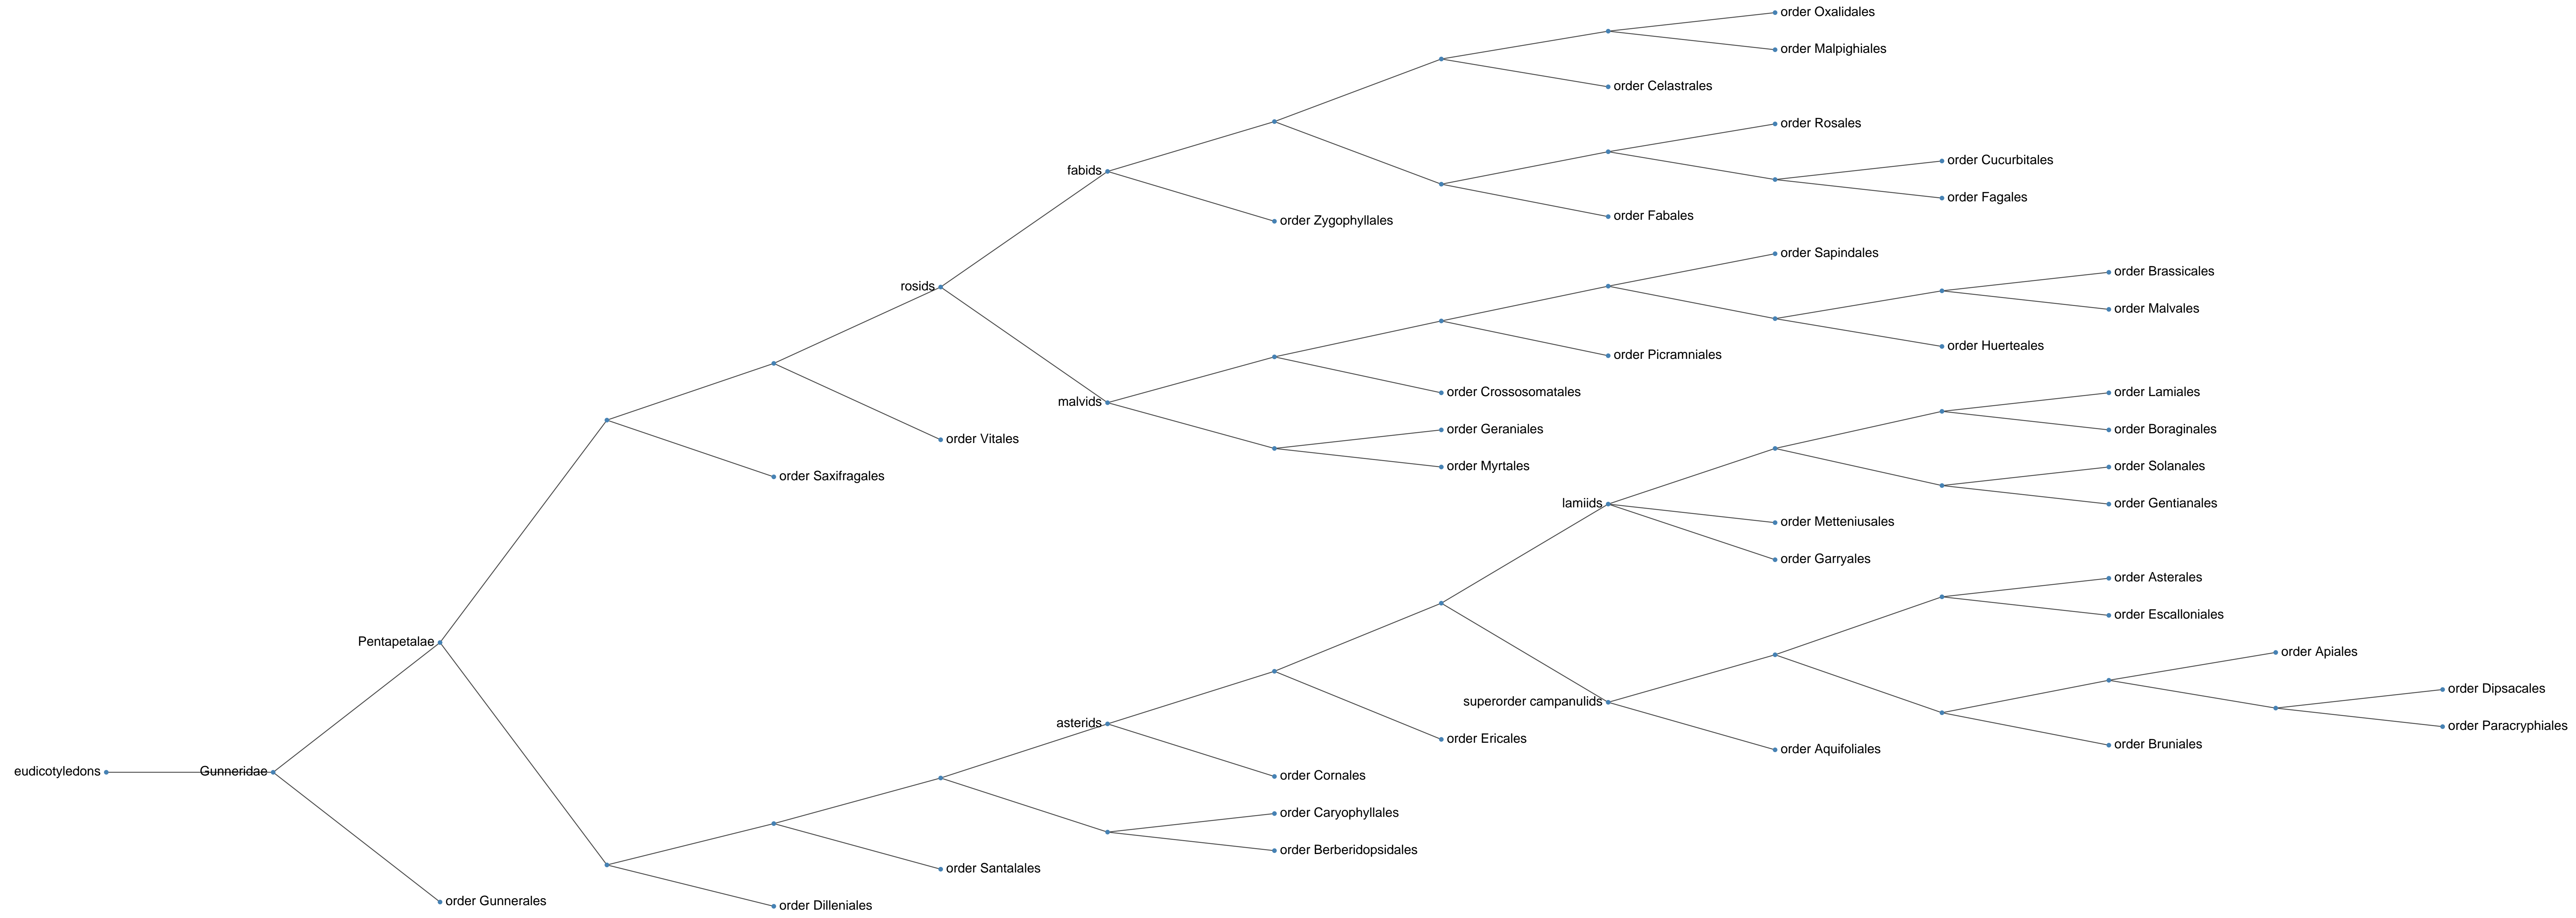 order Oxalidales
order Malpighiales
order Celastrales
order Rosales
order Cucurbitales
fabids
order Fagales
order Fabales
order Zygophyllales
order Sapindales
order Brassicales
rosids
order Malvales
order Huerteales
order Picramniales
order Crossosomatales
order Lamiales
malvids
order Geraniales
order Boraginales
order Vitales
order Myrtales
order Solanales
order Saxifragales
lamiids
order Gentianales
order Metteniusales
order Garryales
order Asterales
order Escalloniales
Pentapetalae
order Apiales
order Dipsacales
superorder campanulids
asterids
order Paracryphiales
order Ericales
order Bruniales
order Aquifoliales
eudicotyledons
Gunneridae
order Cornales
order Caryophyllales
order Berberidopsidales
order Santalales
order Gunnerales
order Dilleniales